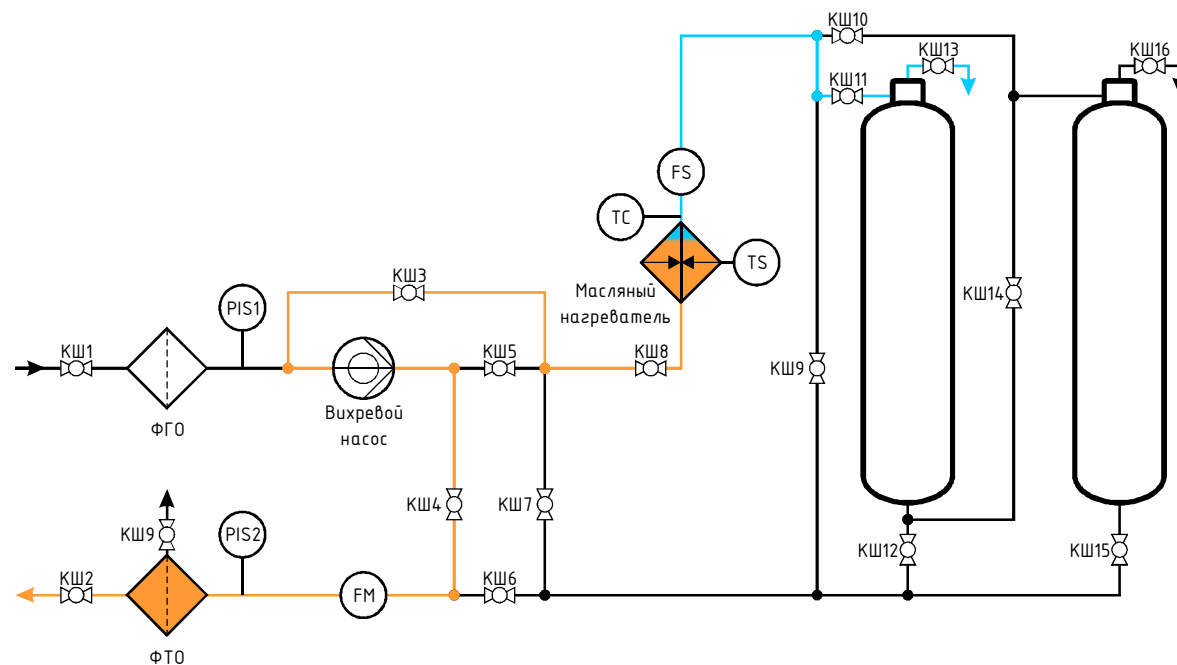 КШ10
КШ13
КШ16
КШ11
FS
TC
TS
КШ3
Масляный
нагреватель
PIS1
КШ14
КШ1
КШ5
КШ8
КШ9
Вихревой
насос
ФГО
КШ4
КШ7
КШ9
PIS2
КШ12
КШ15
КШ2
КШ6
FM
ФТО